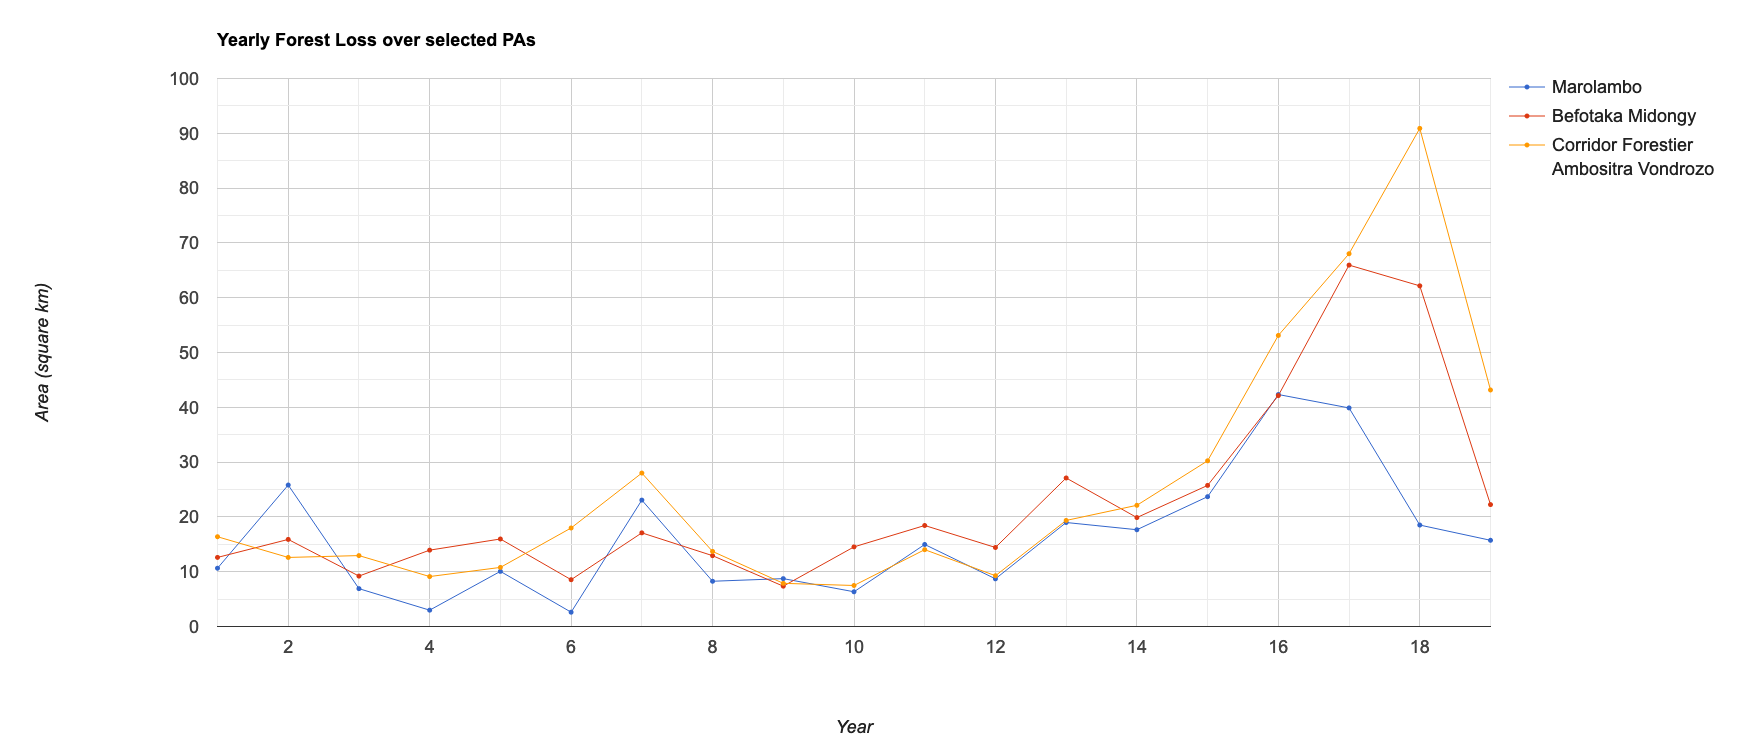 Yearly Forest Loss over selected PAs
100
90
80
70
60
50
40
30
20
10
0
Area (square km)
2 4 6 8 10 12 14 16 18
Year
Marolambo
Befotaka Midongy
Corridor Forestier
Ambositra Vondrozo